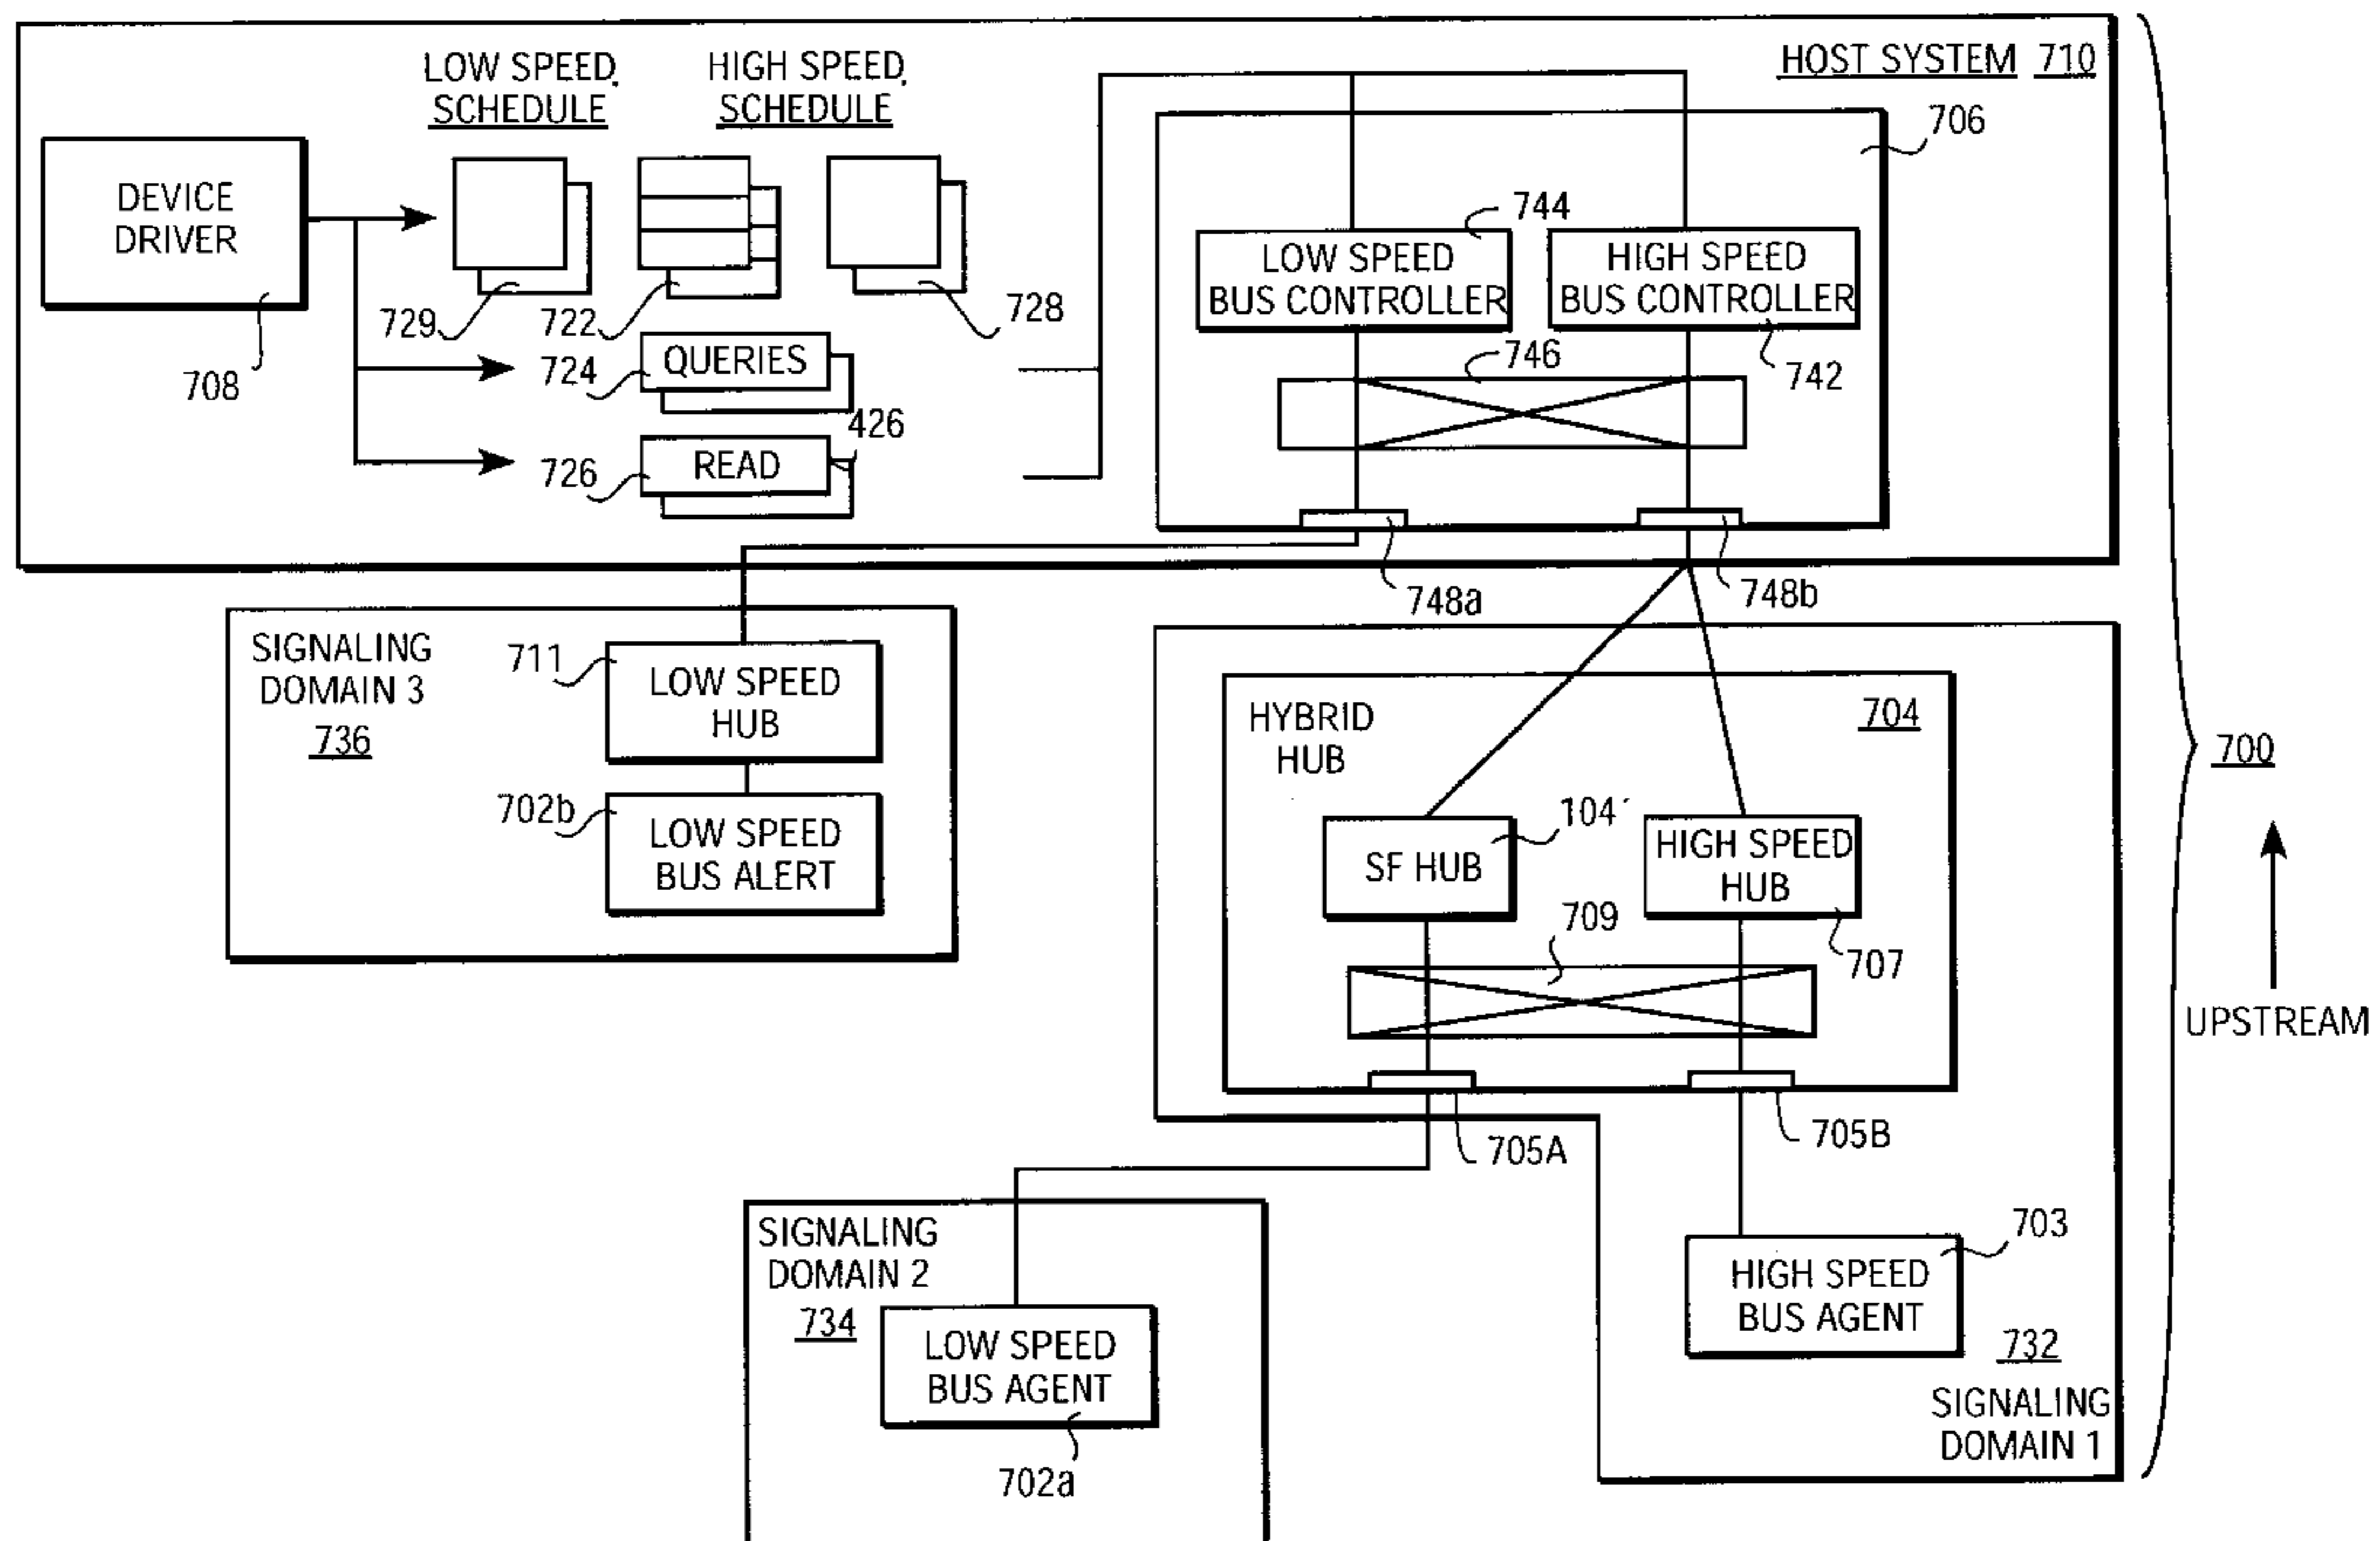 HOST SYSTEM 710
LOW SPEED
SCHEDULE
HIGH SPEED
SCHEDULE
706
DEVICE
DRIVER
708
729
722
728
724
QUERIES
426
726
READ
744
LOW SPEED
BUS CONTROLLER
HIGH SPEED
BUS CONTROLLER
746
742
748a
748b
SIGNALING
DOMAIN 3
736
711
LOW SPEED
HUB
702b
LOW SPEED
BUS ALERT
HYBRID
HUB
704
700
104'
SF HUB
HIGH SPEED
HUB
709
707
UPSTREAM
705A
705B
SIGNALING
DOMAIN 2
734
LOW SPEED
BUS AGENT
702a
703
HIGH SPEED
BUS AGENT
732
SIGNALING
DOMAIN 1